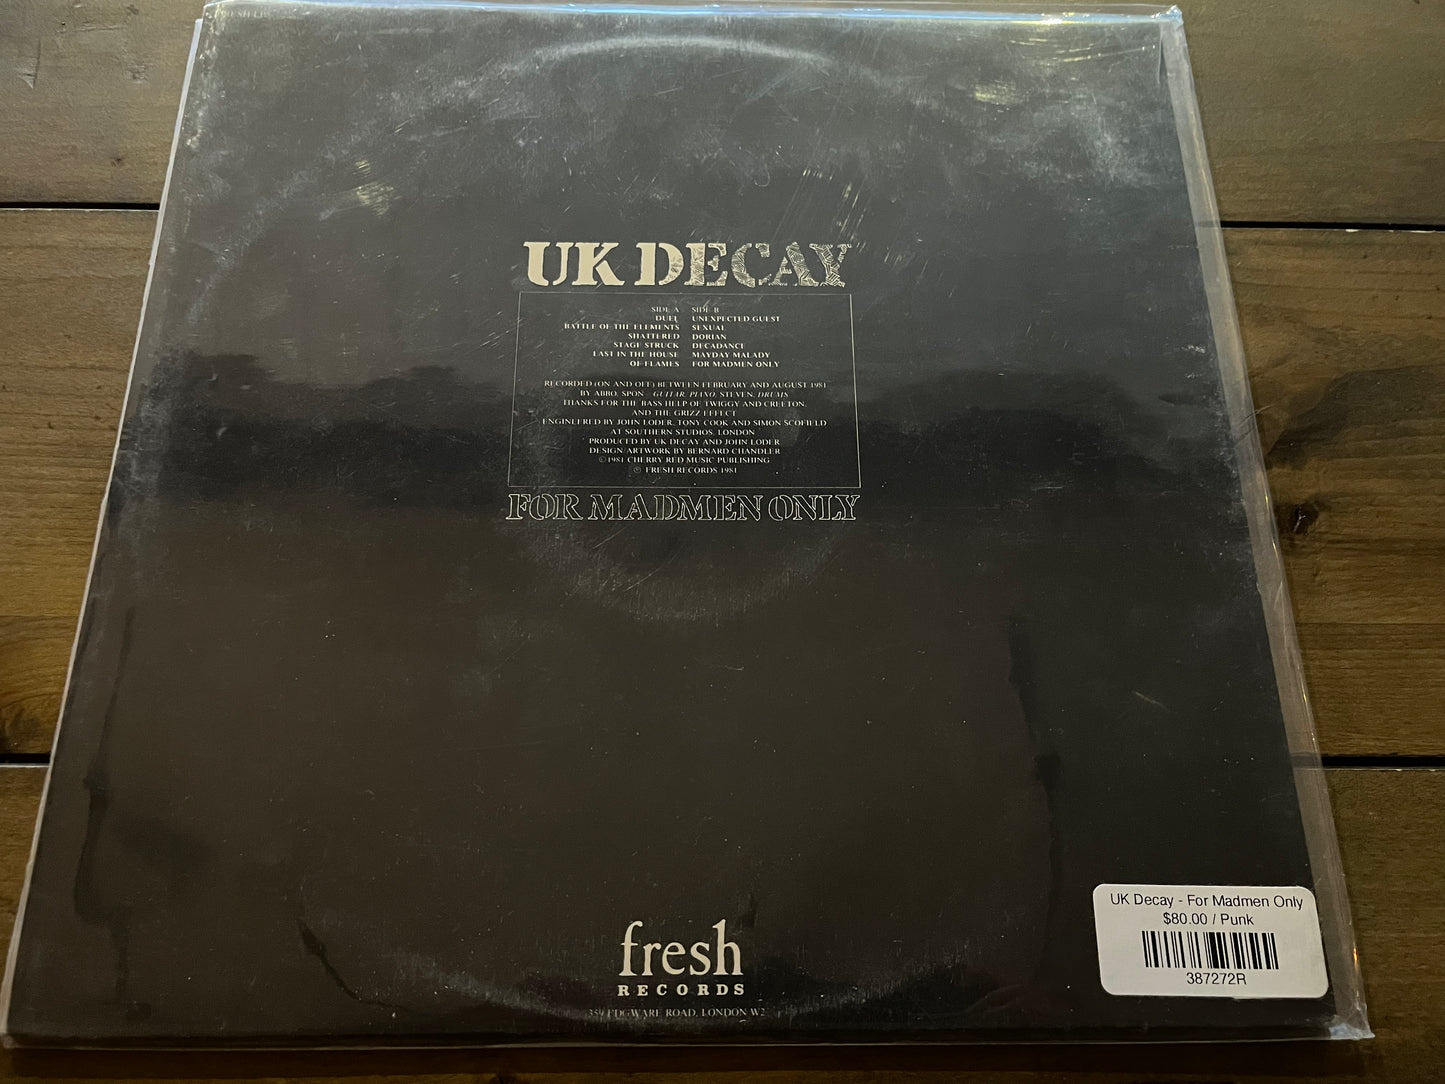 FRESH
UK DECAY
SIDE A SIDE B
DUEL UNEXPECTED GUEST
BATTLE OF THE ELEMENTS SEXUAL
SHATTERED DORIAN
STAGE STRUCK DECADANCE
LAST IN THE HOUSE MAYDAY MALADY
OF FLAMES FOR MADMEN ONLY
RECORDED (ON AND OFF) BETWEEN FEBRUARY AND AUGUST 1981
BY ABBO, SPON – GUITAR, PIANO, STEVEN, DRUMS
THANKS FOR THE BASS HELP OF TWIGGY AND CREETON,
AND THE GRIZZ EFFECT
ENGINEERED BY JOHN LODER, TONY COOK AND SIMON SCOFIELD
AT SOUTHERN STUDIOS, LONDON
PRODUCED BY UK DECAY AND JOHN LODER
DESIGN/ARTWORK BY BERNARD CHANDLER
©1981 CHERRY RED MUSIC PUBLISHING
℗ FRESH RECORDS 1981
FOR MADMEN ONLY
fresh
RECORDS
359 EDGWARE ROAD, LONDON W2
UK Decay - For Madmen Only
$80.00 / Punk
387272R